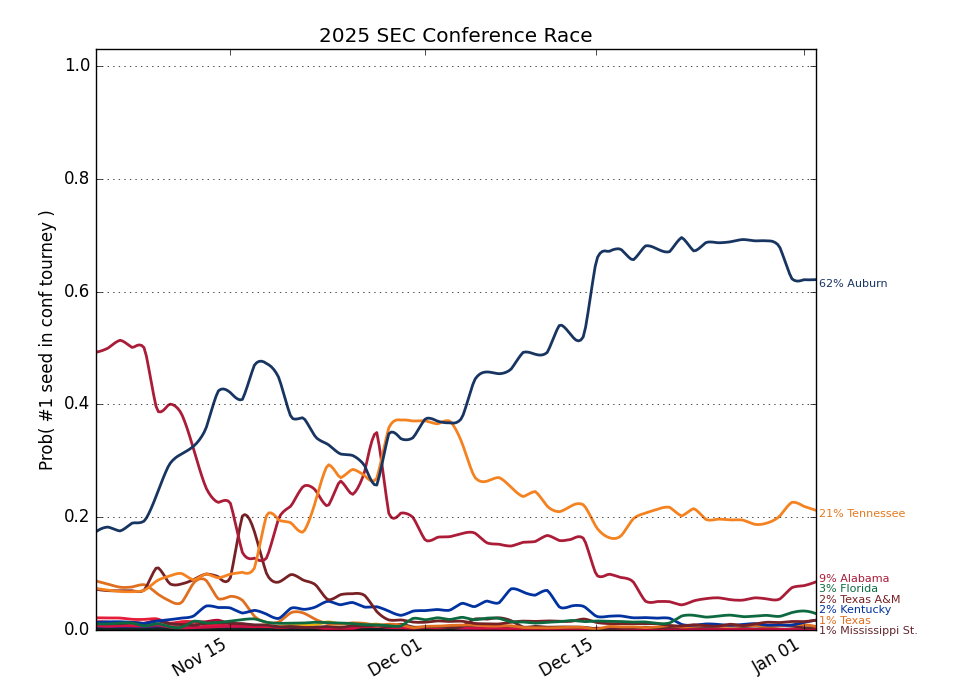 2025 SEC Conference Race
Prob( #1 seed in conf tourney )
1.0
0.8
0.6
0.4
0.2
0.0
Nov 15
Dec 01
Dec 15
Jan 01
62% Auburn
21% Tennessee
9% Alabama
3% Florida
2% Texas A&M
2% Kentucky
1% Texas
1% Mississippi St.